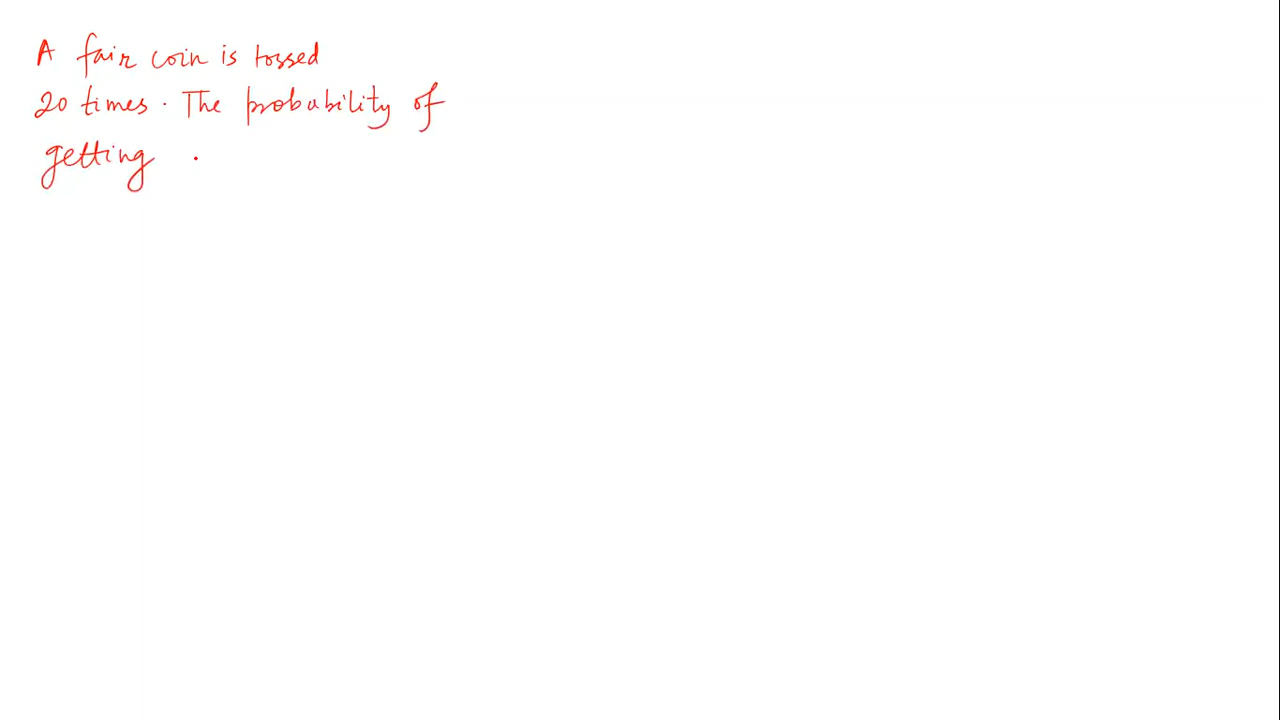 A fair coin is tossed
20 times. The probability of
getting .